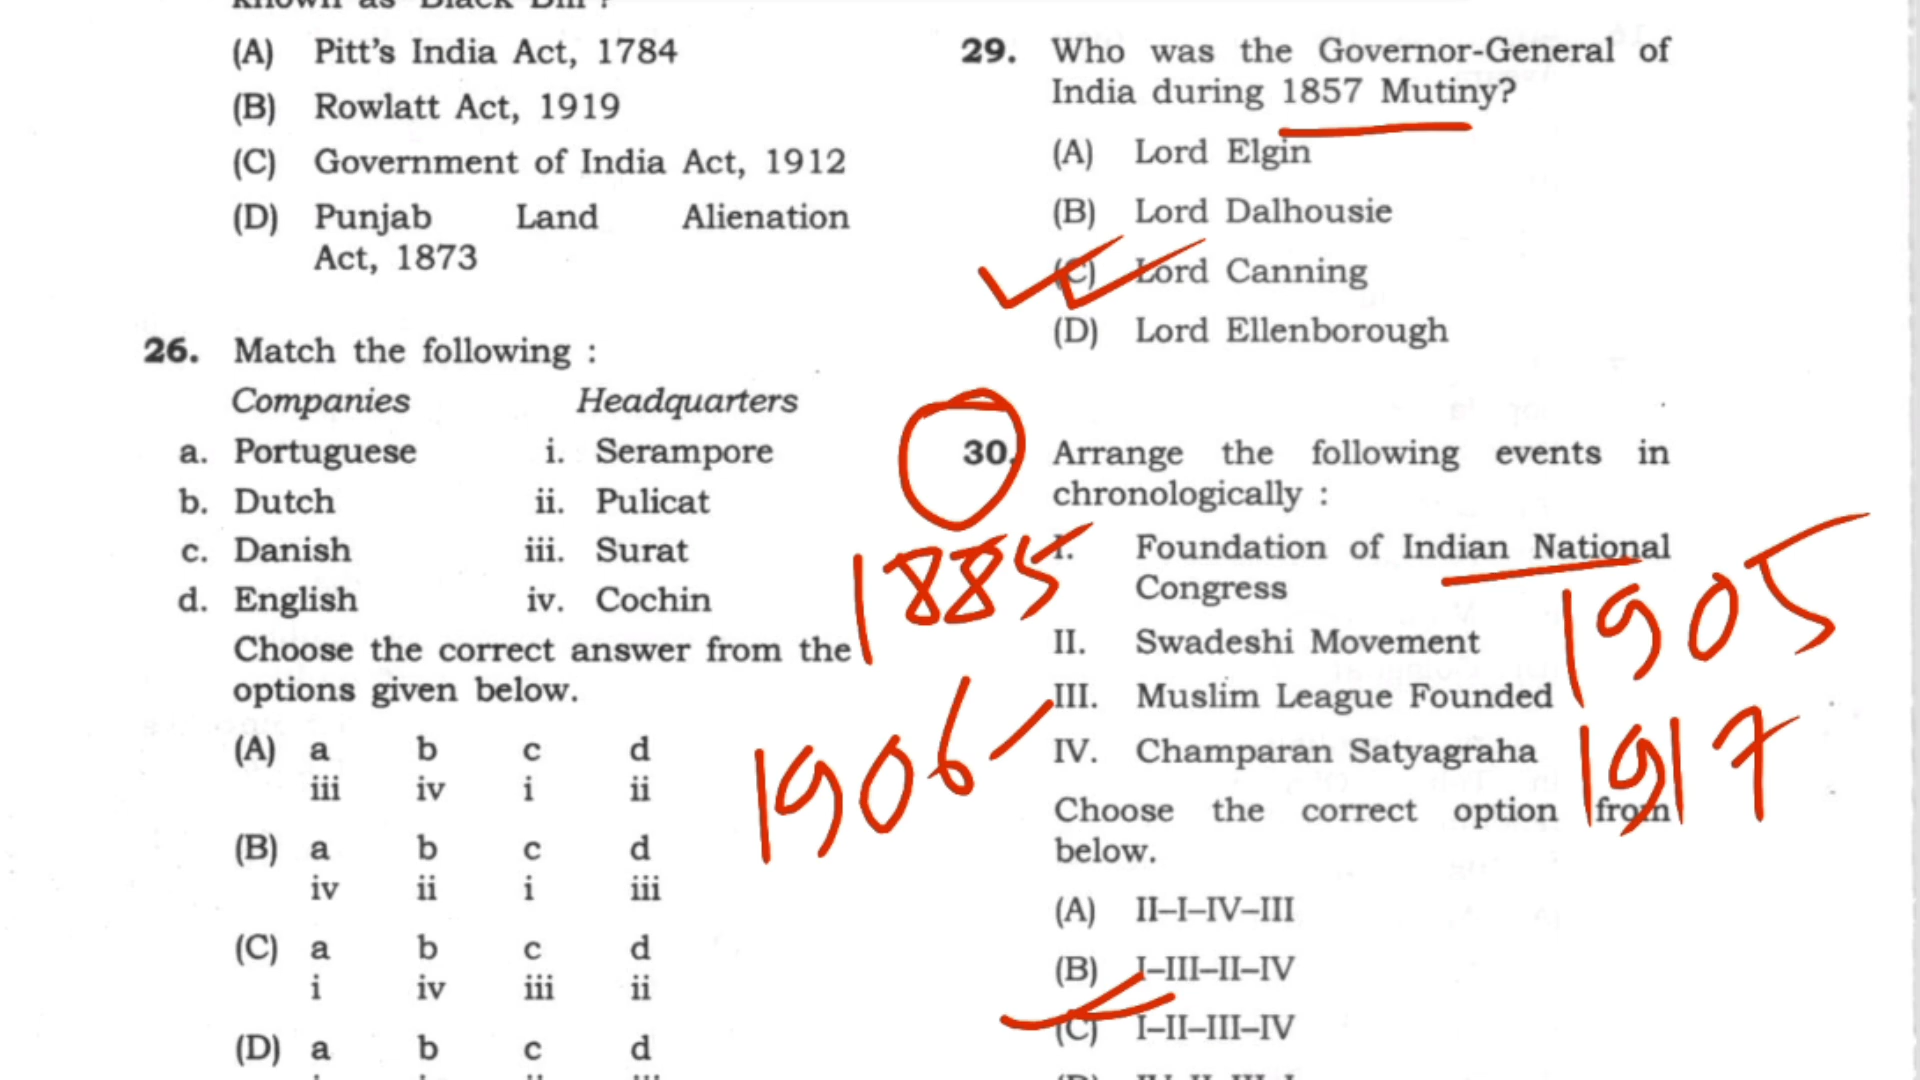 known as 'Black Bill'?
(A) Pitt's India Act, 1784
(B) Rowlatt Act, 1919
(C) Government of India Act, 1912
(D) Punjab Land Alienation
Act, 1873
26. Match the following :
Companies Headquarters
a. Portuguese i. Serampore
b. Dutch ii. Pulicat
c. Danish iii. Surat
d. English iv. Cochin
Choose the correct answer from the
options given below.
(A) a b c d
iii iv i ii
(B) a b c d
iv ii i iii
(C) a b c d
i iv iii ii
(D) a b c d
29. Who was the Governor-General of
India during 1857 Mutiny?
(A) Lord Elgin
(B) Lord Dalhousie
(C) Lord Canning
(D) Lord Ellenborough
30. Arrange the following events in
chronologically :
1885
I. Foundation of Indian National
Congress
1905
II. Swadeshi Movement
1906
III. Muslim League Founded
IV. Champaran Satyagraha
1917
Choose the correct option from
below.
(A) II–I–IV–III
(B) I–III–II–IV
(C) I–II–III–IV